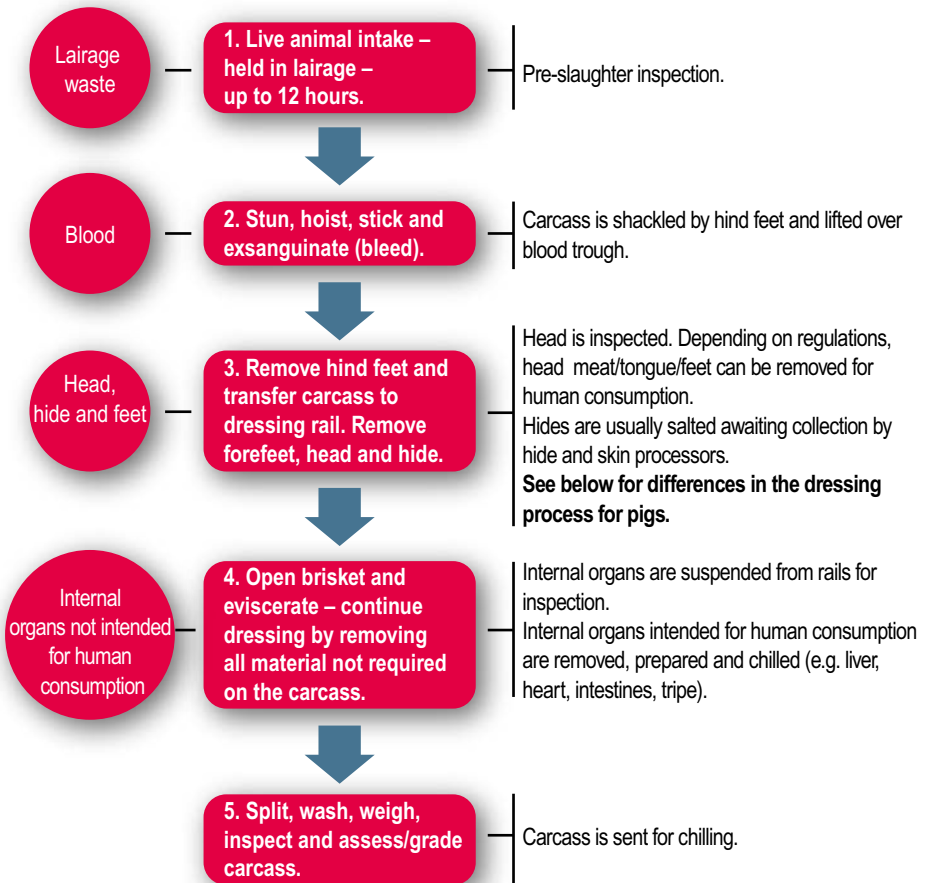 Lairage
waste
1. Live animal intake –
held in lairage –
up to 12 hours.
Pre-slaughter inspection.
Blood
2. Stun, hoist, stick and
exsanguinate (bleed).
Carcass is shackled by hind feet and lifted over
blood trough.
Head,
hide and feet
3. Remove hind feet and
transfer carcass to
dressing rail. Remove
forefeet, head and hide.
Head is inspected. Depending on regulations,
head meat/tongue/feet can be removed for
human consumption.
Hides are usually salted awaiting collection by
hide and skin processors.
See below for differences in the dressing
process for pigs.
Internal
organs not intended
for human
consumption
4. Open brisket and
eviscerate – continue
dressing by removing
all material not required
on the carcass.
Internal organs are suspended from rails for
inspection.
Internal organs intended for human consumption
are removed, prepared and chilled (e.g. liver,
heart, intestines, tripe).
5. Split, wash, weigh,
inspect and assess/grade
carcass.
Carcass is sent for chilling.